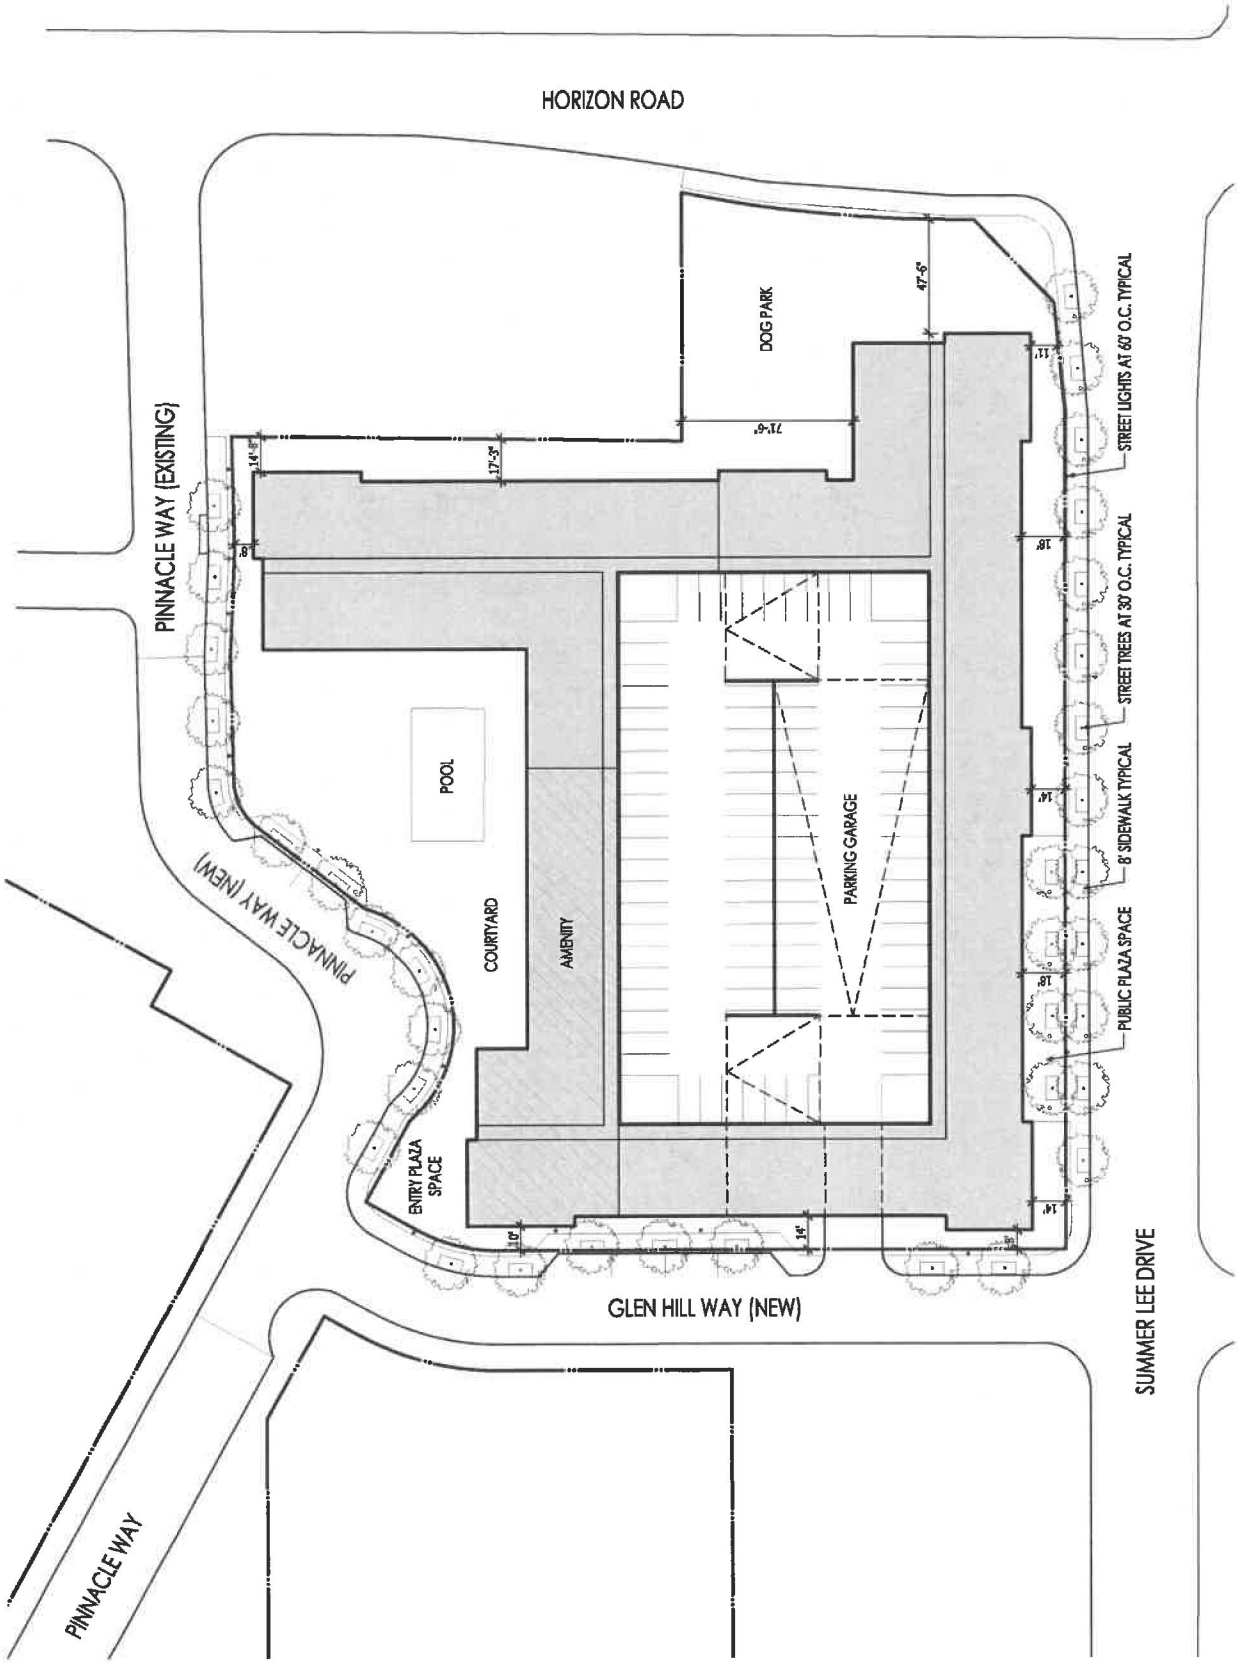 HORIZON ROAD
PINNACLE WAY (EXISTING)
DOG PARK
47'-6"
11'
71'-6"
14'-8"
17'-3"
8'
18'
STREET LIGHTS AT 60' O.C. TYPICAL
STREET TREES AT 30' O.C. TYPICAL
8' SIDEWALK TYPICAL
PUBLIC PLAZA SPACE
POOL
COURTYARD
AMENITY
PARKING GARAGE
14'
18'
14'
PINNACLE WAY (NEW)
ENTRY PLAZA
SPACE
10'
14'
8'
GLEN HILL WAY (NEW)
SUMMER LEE DRIVE
PINNACLE WAY